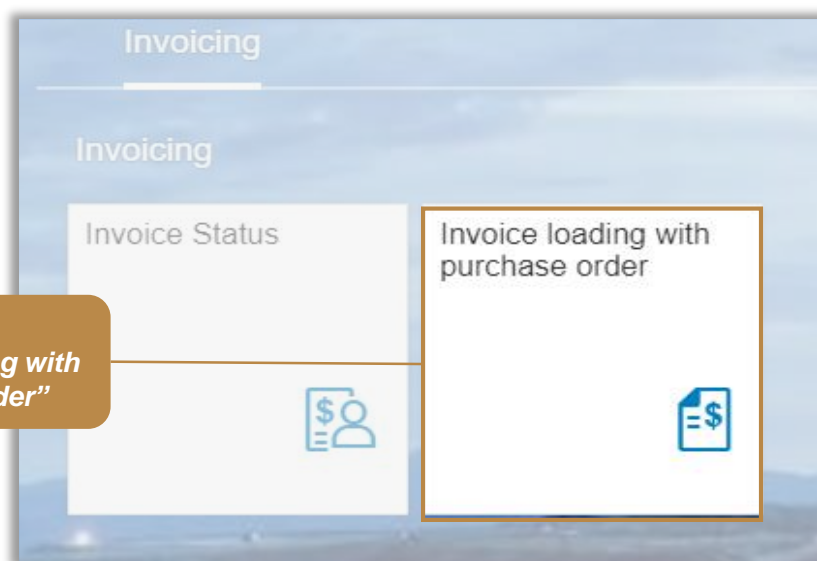 Invoicing
Invoicing
Invoice Status
Invoice loading with
purchase order
g with
der”
$
$